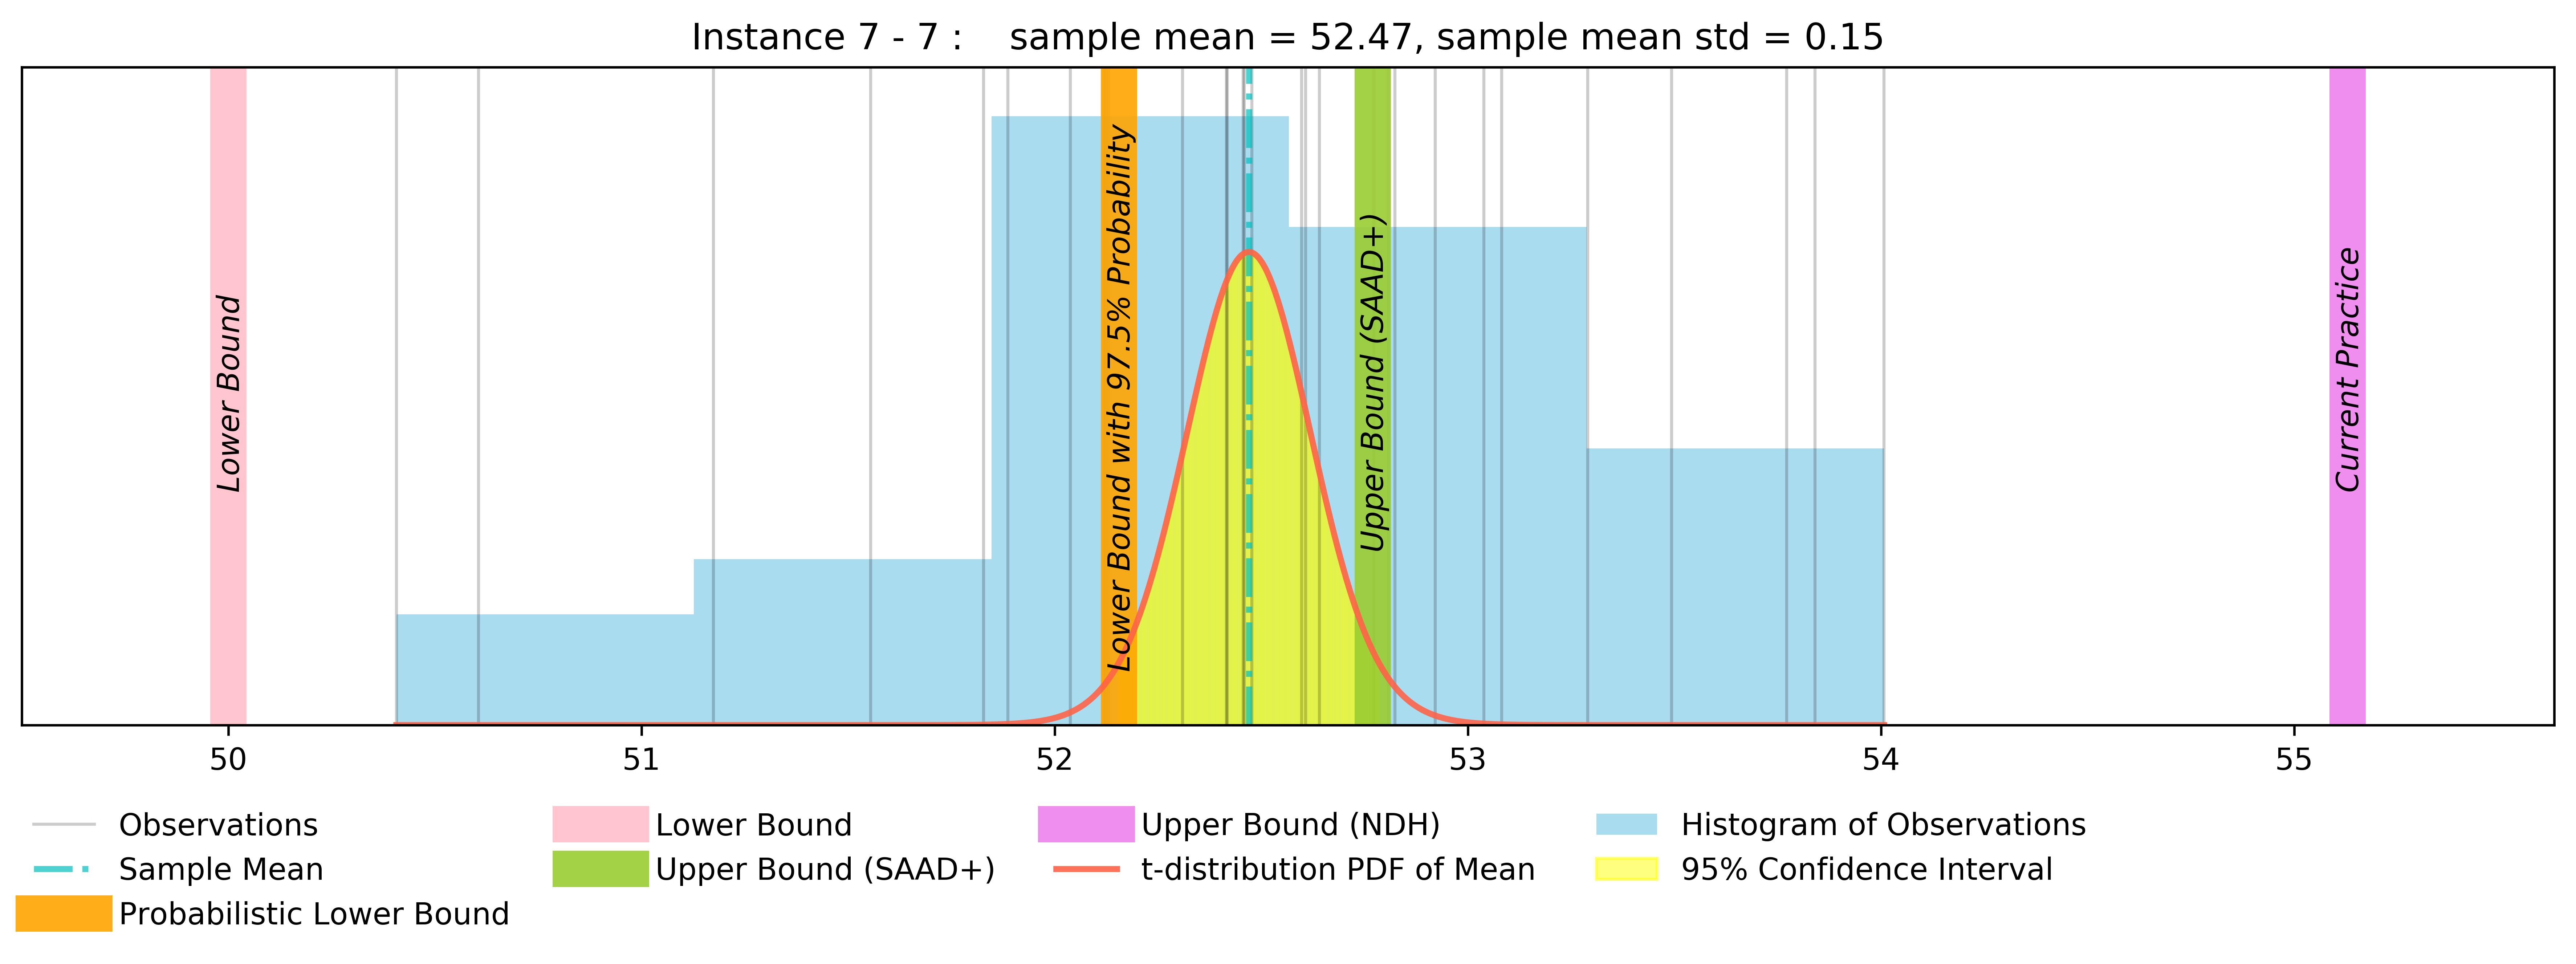 Instance 7 - 7 :    sample mean = 52.47, sample mean std = 0.15
Lower Bound
Lower Bound with 97.5% Probability
Upper Bound (SAAD+)
Current Practice
50 51 52 53 54 55
Observations
Sample Mean
Probabilistic Lower Bound
Lower Bound
Upper Bound (SAAD+)
Upper Bound (NDH)
t-distribution PDF of Mean
Histogram of Observations
95% Confidence Interval